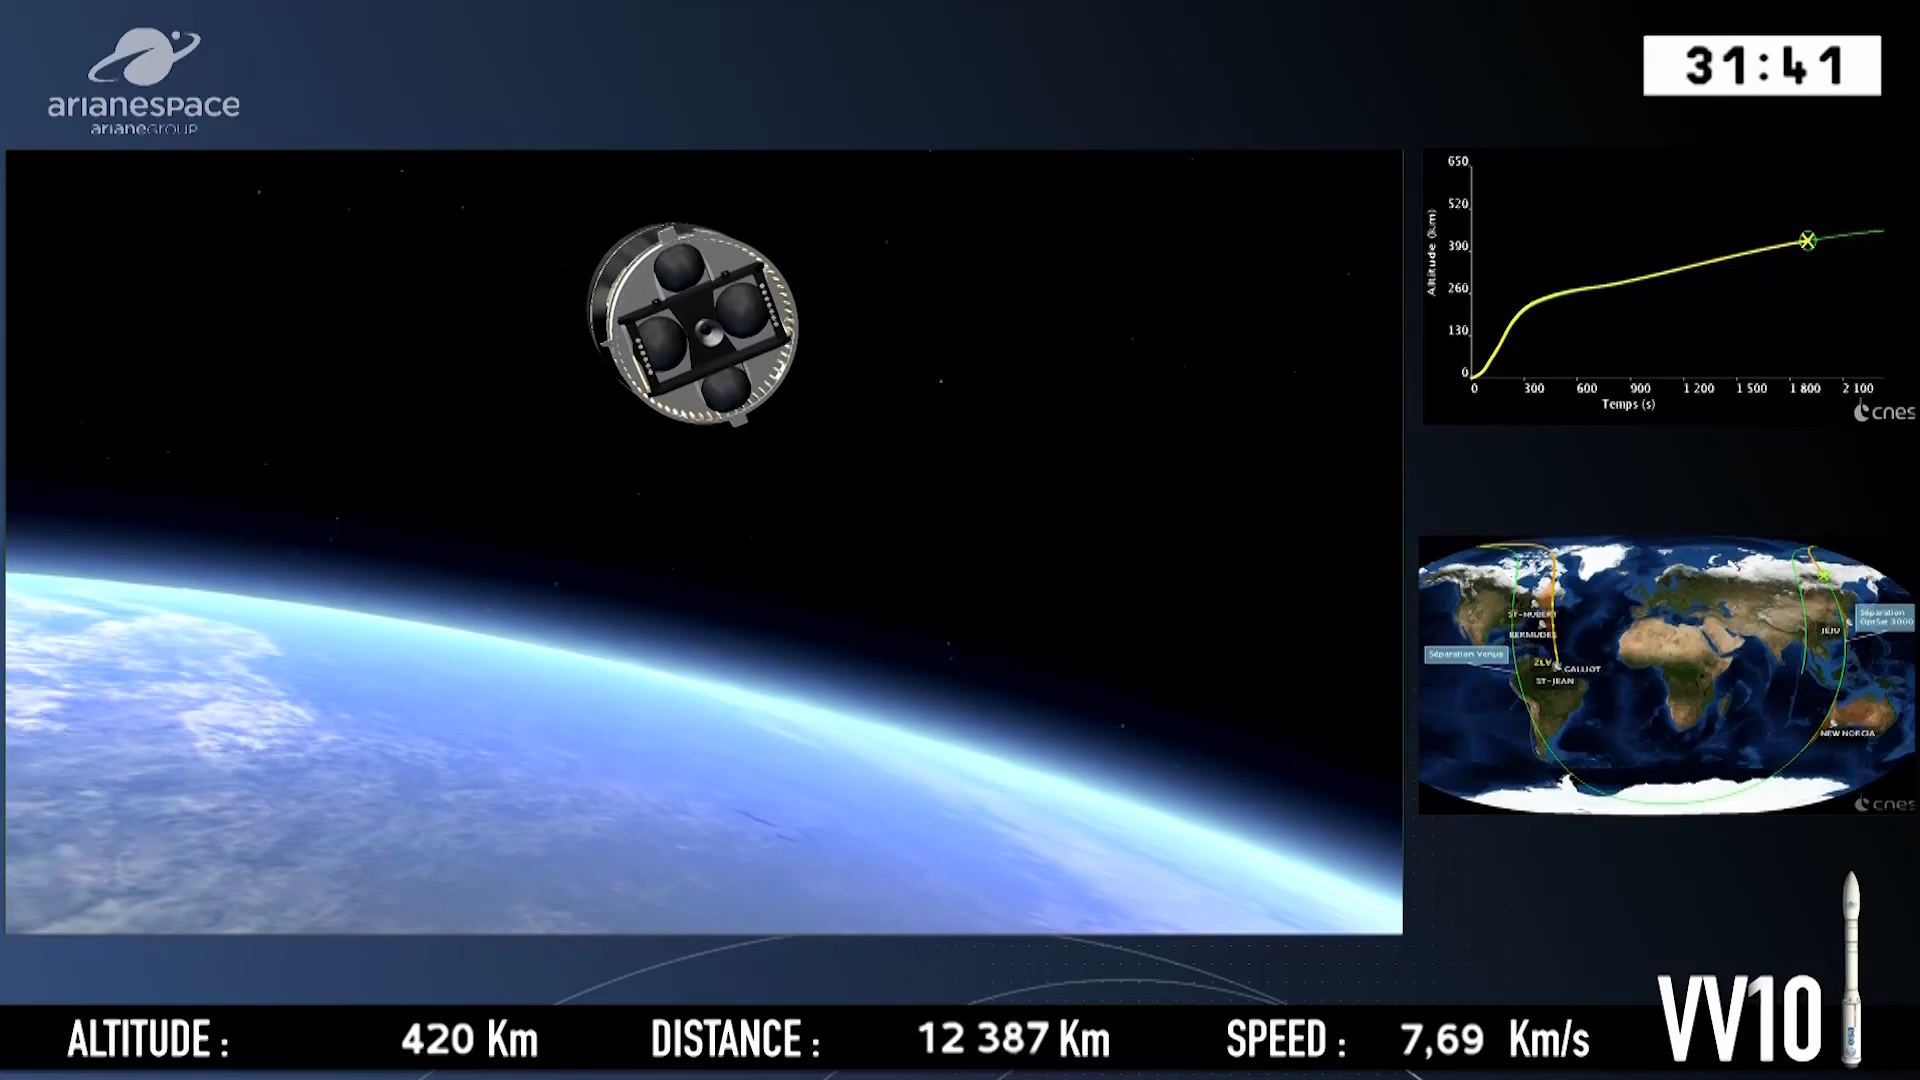 arianespace
arianeGROUP
31:41
650
520
390
260
130
0
Altitude (km)
0 300 600 900 1 200 1 500 1 800 2 100
Temps (s)
cnes
ST-HUBERT
BERMUDES
Séparation Venµs
ZLV
GALLIOT
ST-JEAN
Séparation
OptSat 3000
JEJU
NEW NORCIA
cnes
VV10
esa
ALTITUDE : 420 Km DISTANCE : 12 387 Km SPEED : 7,69 Km/s